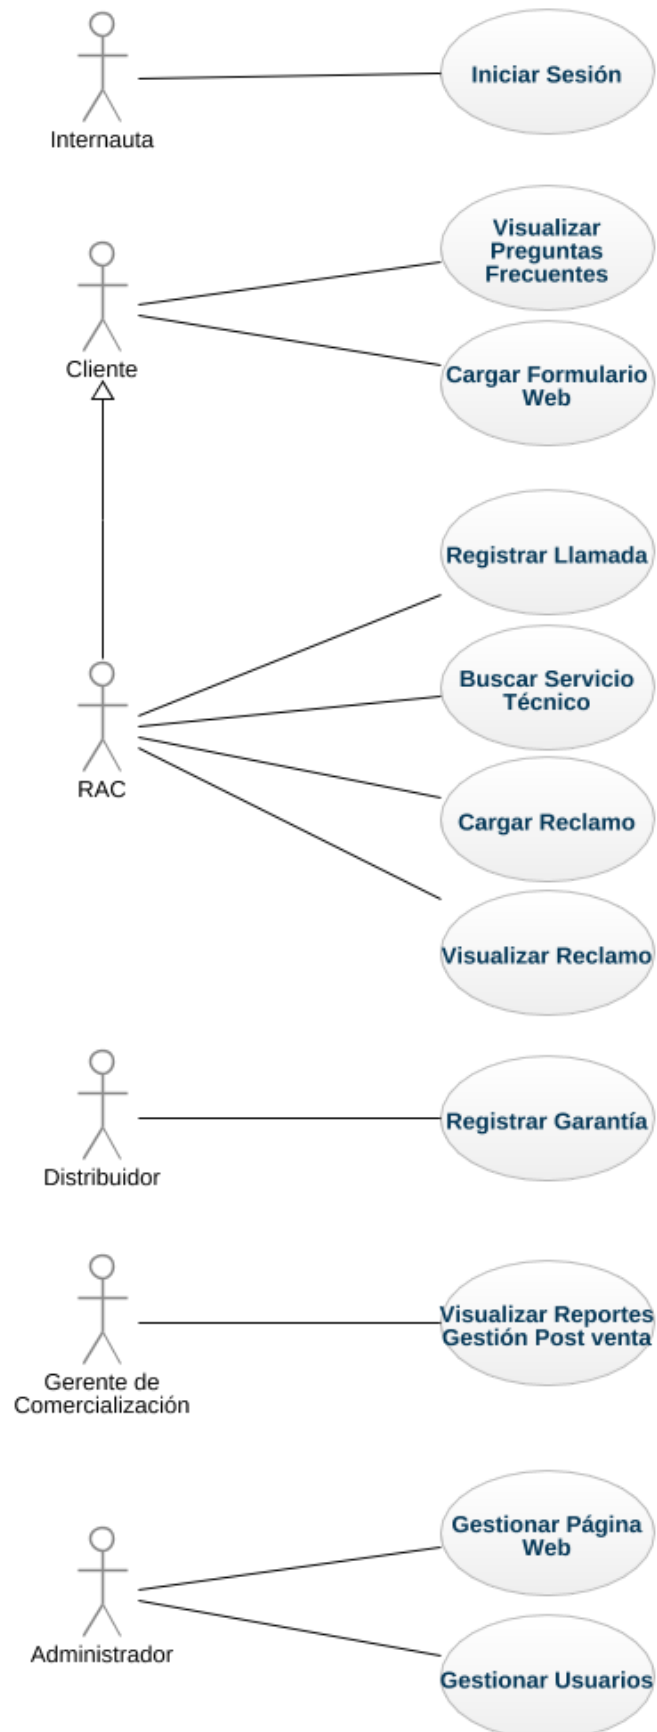 Iniciar Sesión
Internauta
Visualizar
Preguntas
Frecuentes
Cliente
Cargar Formulario
Web
Registrar Llamada
Buscar Servicio
Técnico
RAC
Cargar Reclamo
Visualizar Reclamo
Registrar Garantía
Distribuidor
Visualizar Reportes
Gestión Post venta
Gerente de
Comercialización
Gestionar Página
Web
Administrador
Gestionar Usuarios